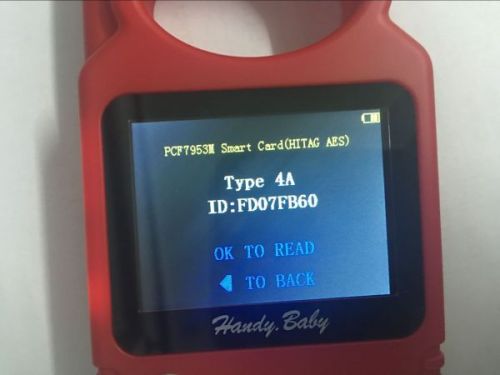 PCF7953M Smart Card(HITAG AES)
Type 4A
ID:FD07FB60
OK TO READ
TO BACK
Handy.Baby